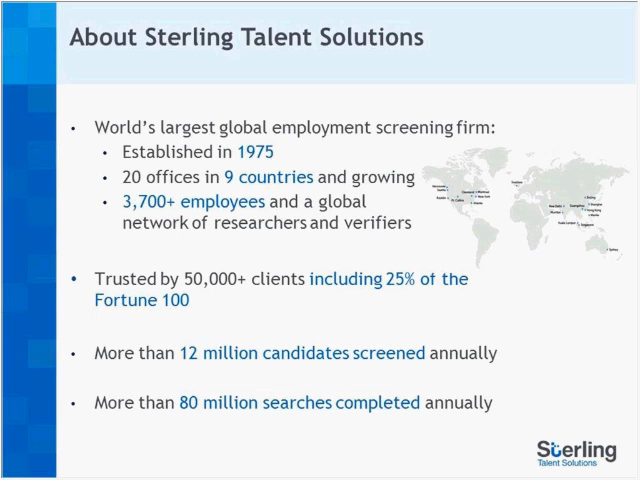 About Sterling Talent Solutions
• World's largest global employment screening firm:
• Established in 1975
• 20 offices in 9 countries and growing
• 3,700+ employees and a global
network of researchers and verifiers
• Trusted by 50,000+ clients including 25% of the
Fortune 100
• More than 12 million candidates screened annually
• More than 80 million searches completed annually
Sterling
Talent Solutions